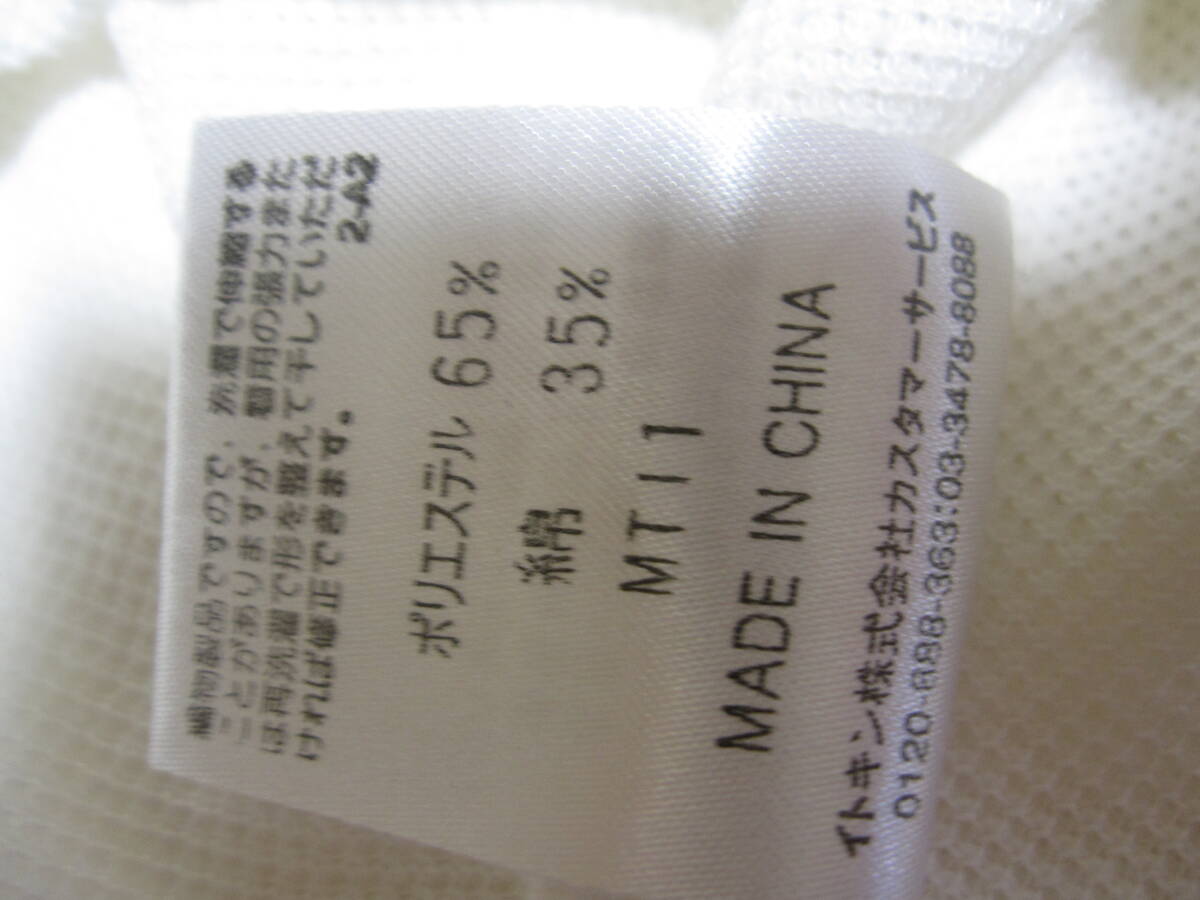 編物製品ですので、洗濯で伸縮する
ことがありますが、着用の張力また
は再洗濯で形を整えて干していただ
ければ修正できます。
2-A2
ポリエステル 65%
綿 35%
MT11
MADE IN CHINA
イトキン株式会社カスタマーサービス
0120-888-363:03-3478-8088